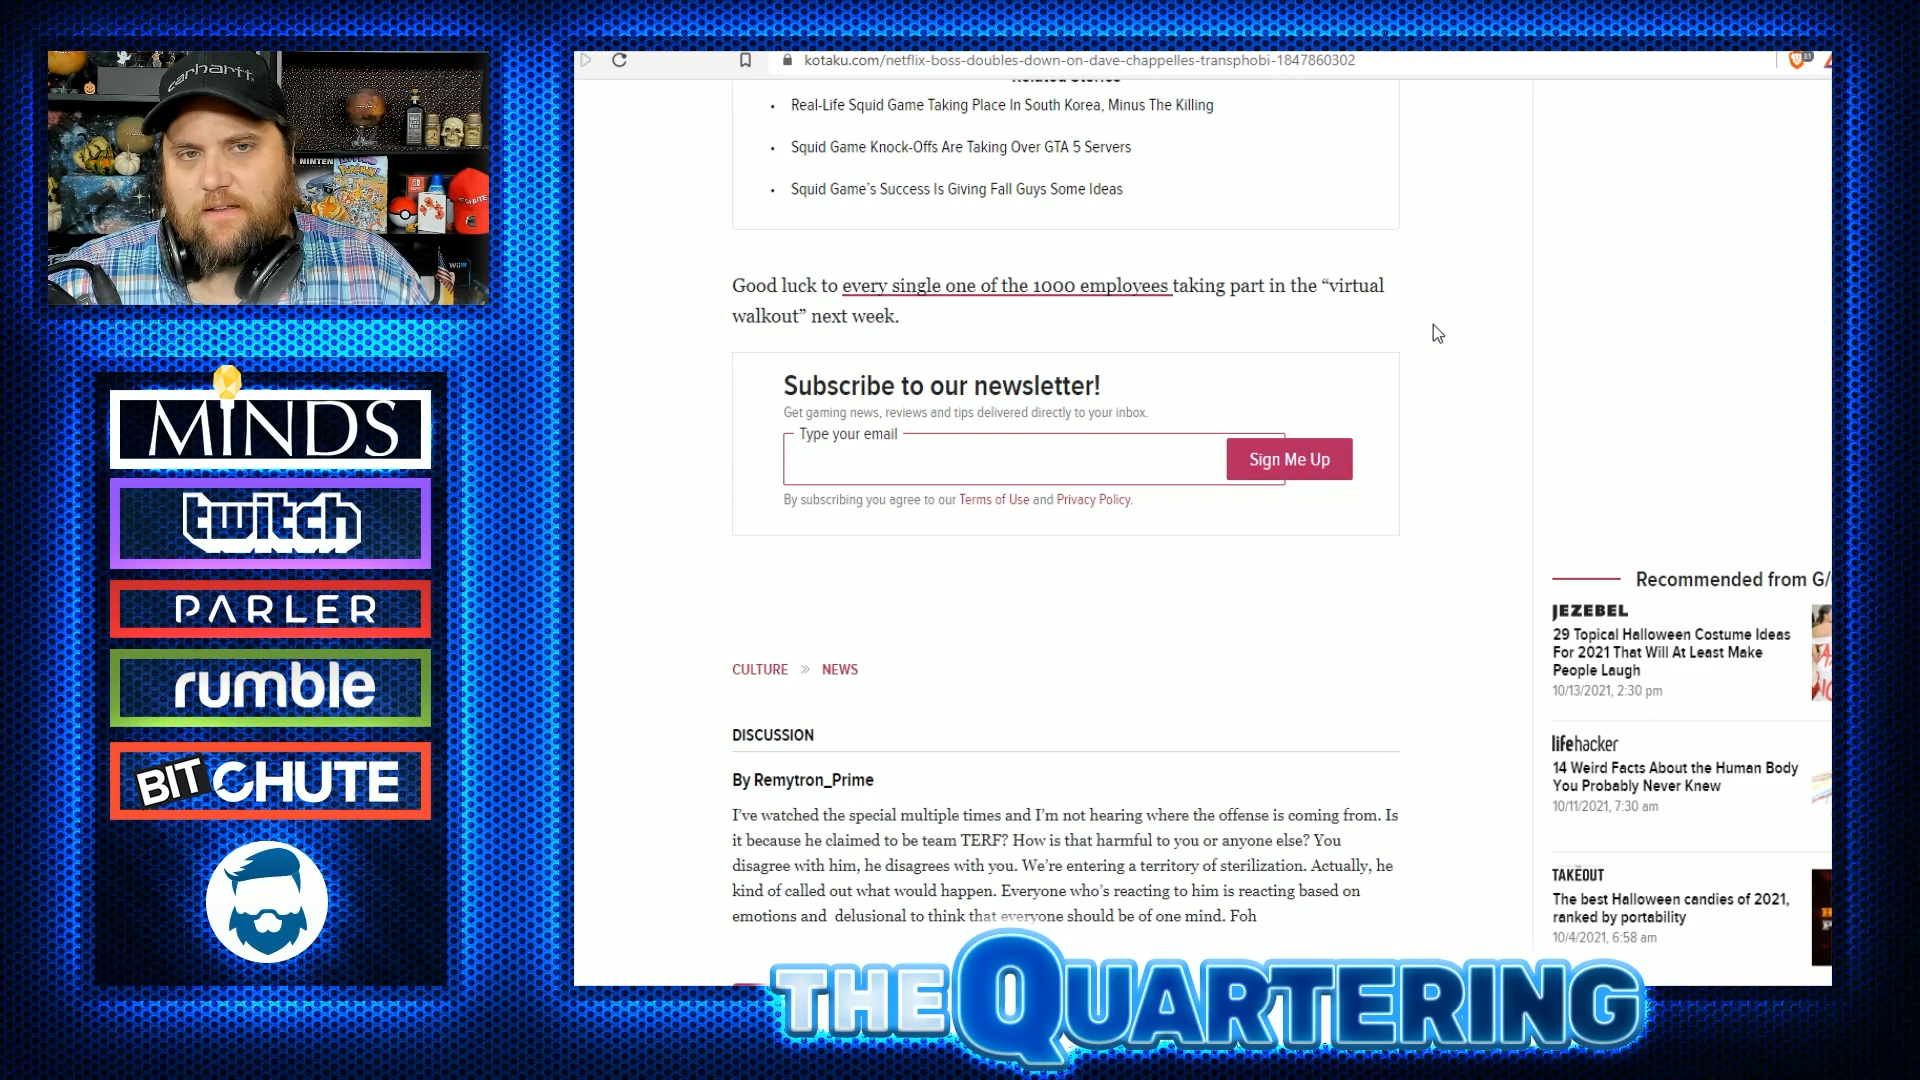 carhartt
NINTEN
POKéMON
WiiU
MINDS
twitch
PARLER
rumble
BITCHUTE
kotaku.com/netflix-boss-doubles-down-on-dave-chappelles-transphobi-1847860302
Related Stories
• Real-Life Squid Game Taking Place In South Korea, Minus The Killing
• Squid Game Knock-Offs Are Taking Over GTA 5 Servers
• Squid Game’s Success Is Giving Fall Guys Some Ideas
Good luck to every single one of the 1000 employees taking part in the “virtual
walkout” next week.
Subscribe to our newsletter!
Get gaming news, reviews and tips delivered directly to your inbox.
Type your email
Sign Me Up
By subscribing you agree to our Terms of Use and Privacy Policy.
CULTURE » NEWS
DISCUSSION
By Remytron_Prime
I’ve watched the special multiple times and I’m not hearing where the offense is coming from. Is
it because he claimed to be team TERF? How is that harmful to you or anyone else? You
disagree with him, he disagrees with you. We’re entering a territory of sterilization. Actually, he
kind of called out what would happen. Everyone who’s reacting to him is reacting based on
emotions and delusional to think that everyone should be of one mind. Foh
Recommended from G/
JEZEBEL
29 Topical Halloween Costume Ideas
For 2021 That Will At Least Make
People Laugh
10/13/2021, 2:30 pm
lifehacker
14 Weird Facts About the Human Body
You Probably Never Knew
10/11/2021, 7:30 am
TAKEOUT
The best Halloween candies of 2021,
ranked by portability
10/4/2021, 6:58 am
THE QUARTERING